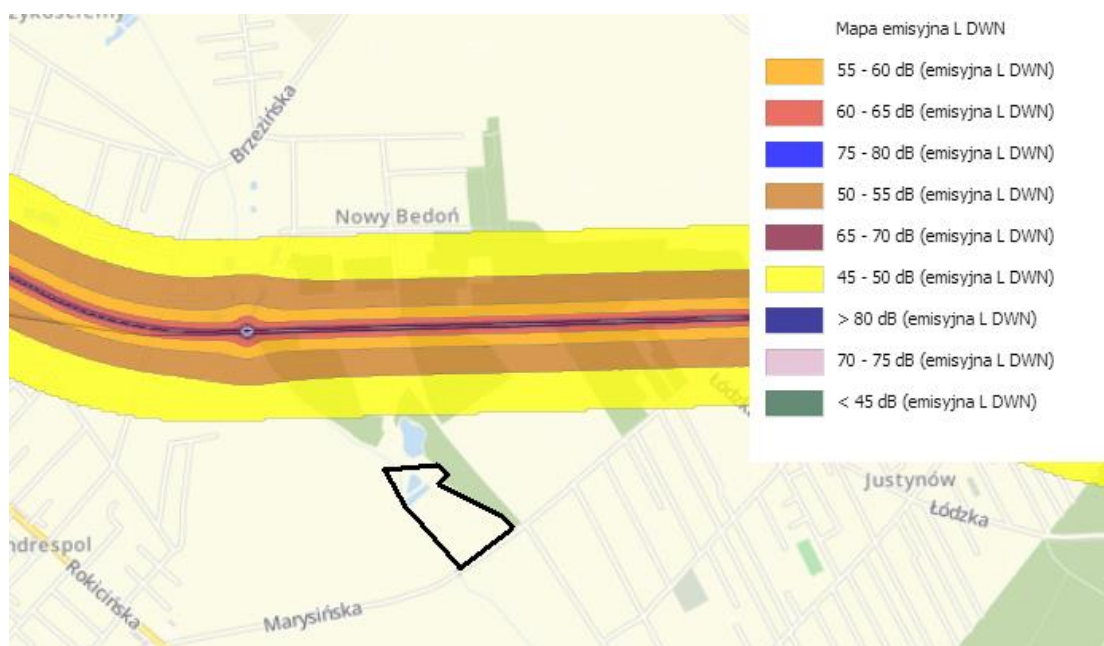 zykościemy
Brzezińska
Nowy Bedoń
Łódzka
Justynów
Łódzka
ndrespol
Rokicińska
Marysińska
Mapa emisyjna L DWN
55 - 60 dB (emisyjna L DWN)
60 - 65 dB (emisyjna L DWN)
75 - 80 dB (emisyjna L DWN)
50 - 55 dB (emisyjna L DWN)
65 - 70 dB (emisyjna L DWN)
45 - 50 dB (emisyjna L DWN)
> 80 dB (emisyjna L DWN)
70 - 75 dB (emisyjna L DWN)
< 45 dB (emisyjna L DWN)